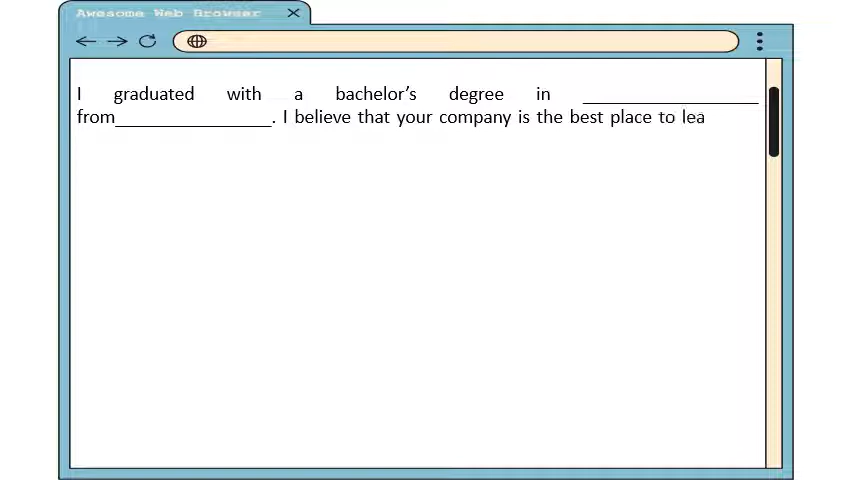 Awesome Web Browser
I graduated with a bachelor’s degree in ___________________
from_________________. I believe that your company is the best place to lea